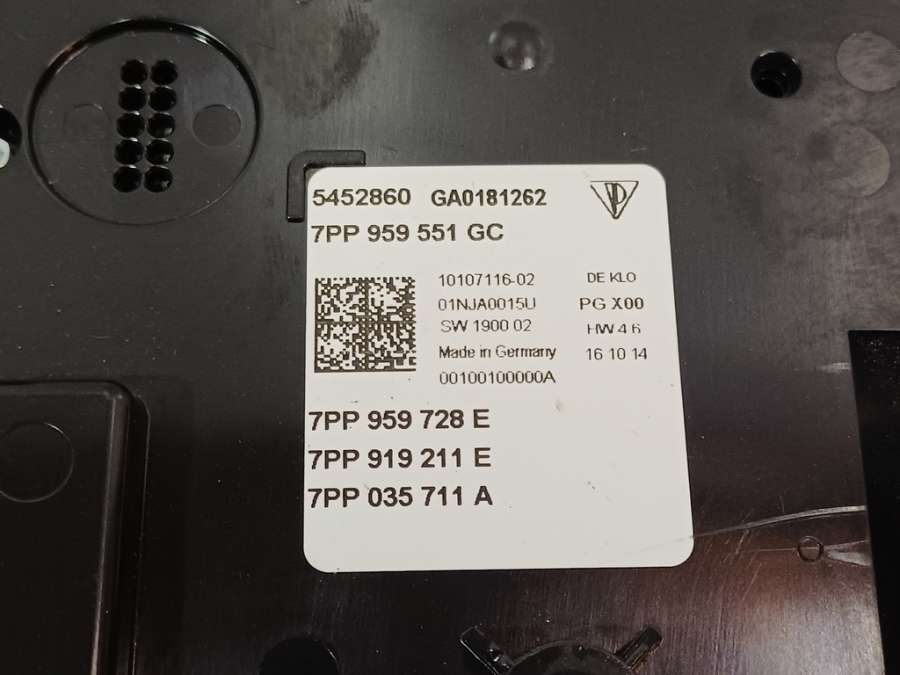 5452860 GA0181262
7PP 959 551 GC
10107116-02 DE KLO
01NJA0015U PG X00
SW 1900 02 HW 4 6
Made in Germany 16 10 14
00100100000A
7PP 959 728 E
7PP 919 211 E
7PP 035 711 A